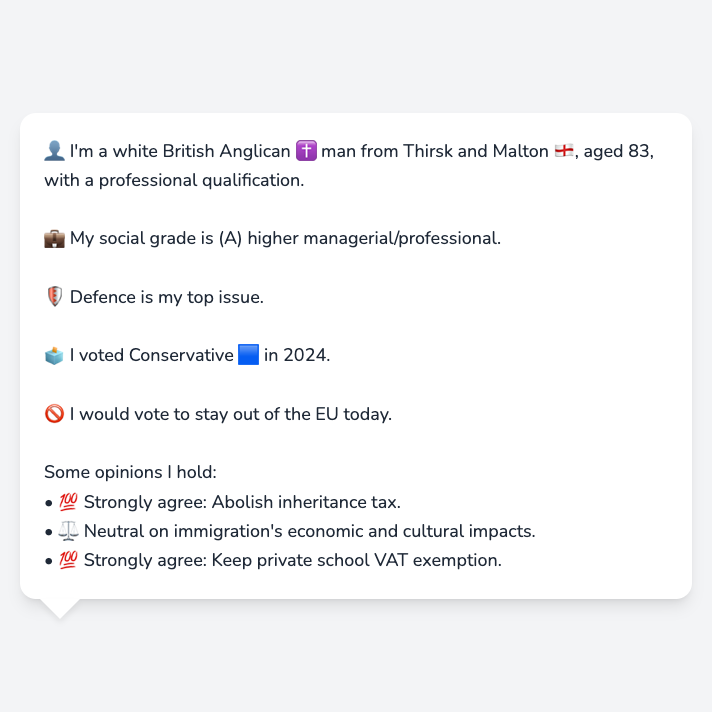 👤 I'm a white British Anglican ✝️ man from Thirsk and Malton 🏴󠁧󠁢󠁥󠁮󠁧󠁿, aged 83,
with a professional qualification.
💼 My social grade is (A) higher managerial/professional.
🛡️ Defence is my top issue.
🗳️ I voted Conservative 🟦 in 2024.
🚫 I would vote to stay out of the EU today.
Some opinions I hold:
• 💯 Strongly agree: Abolish inheritance tax.
• ⚖️ Neutral on immigration's economic and cultural impacts.
• 💯 Strongly agree: Keep private school VAT exemption.